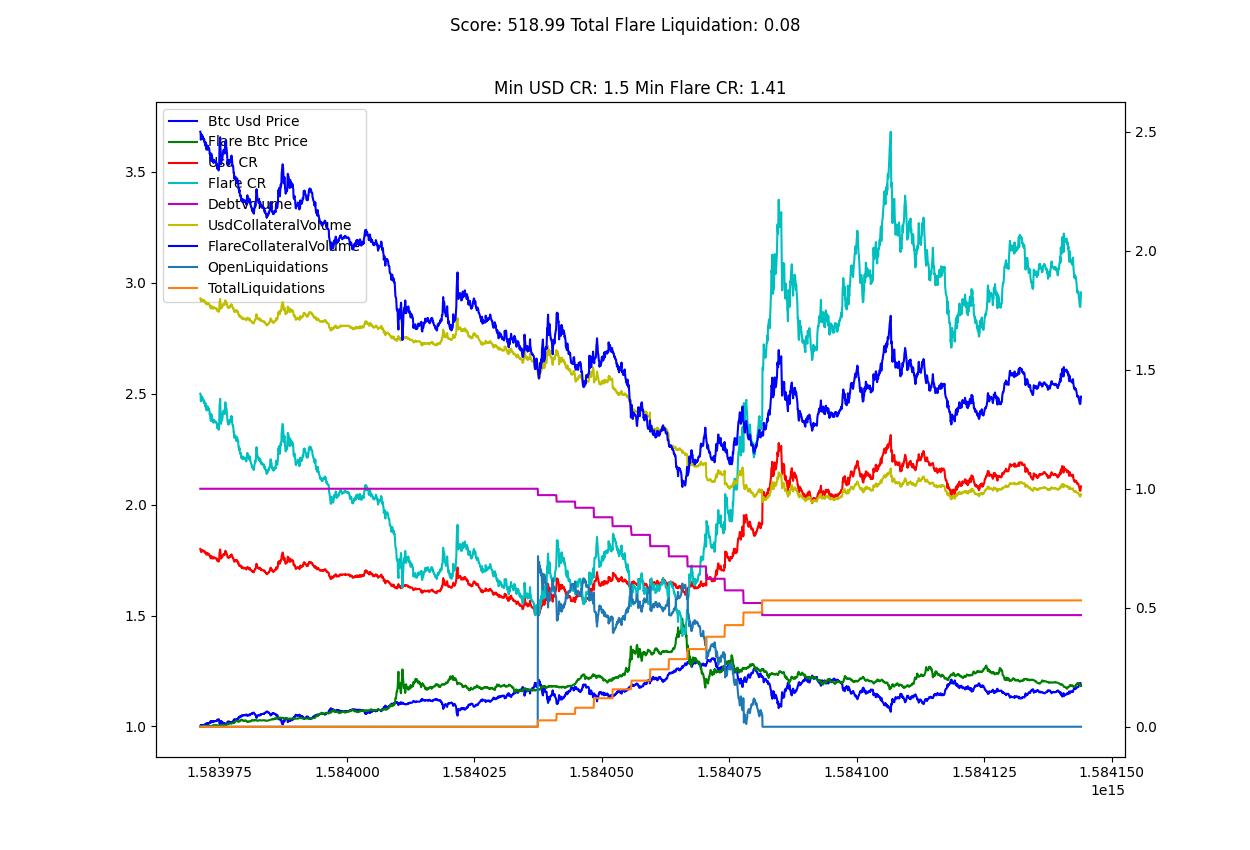 Score: 518.99 Total Flare Liquidation: 0.08
Min USD CR: 1.5 Min Flare CR: 1.41
Btc Usd Price
Flare Btc Price
Usd CR
Flare CR
DebtVolume
UsdCollateralVolume
FlareCollateralVolume
OpenLiquidations
TotalLiquidations
3.5
3.0
2.5
2.0
1.5
1.0
2.5
2.0
1.5
1.0
0.5
0.0
1.583975 1.584000 1.584025 1.584050 1.584075 1.584100 1.584125 1.584150
1e15